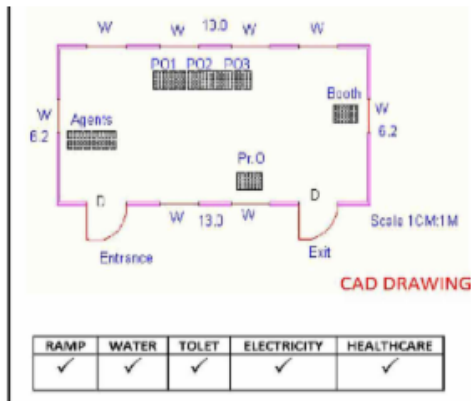 W W 13.0 W W
PO1 PO2 PO3
Booth
W Agents W
6.2 6.2
Pr.O
D D
W 13.0 W
Scale 1CM:1M
Entrance Exit
CAD DRAWING
RAMP WATER TOLET ELECTRICITY HEALTHCARE
✓ ✓ ✓ ✓ ✓